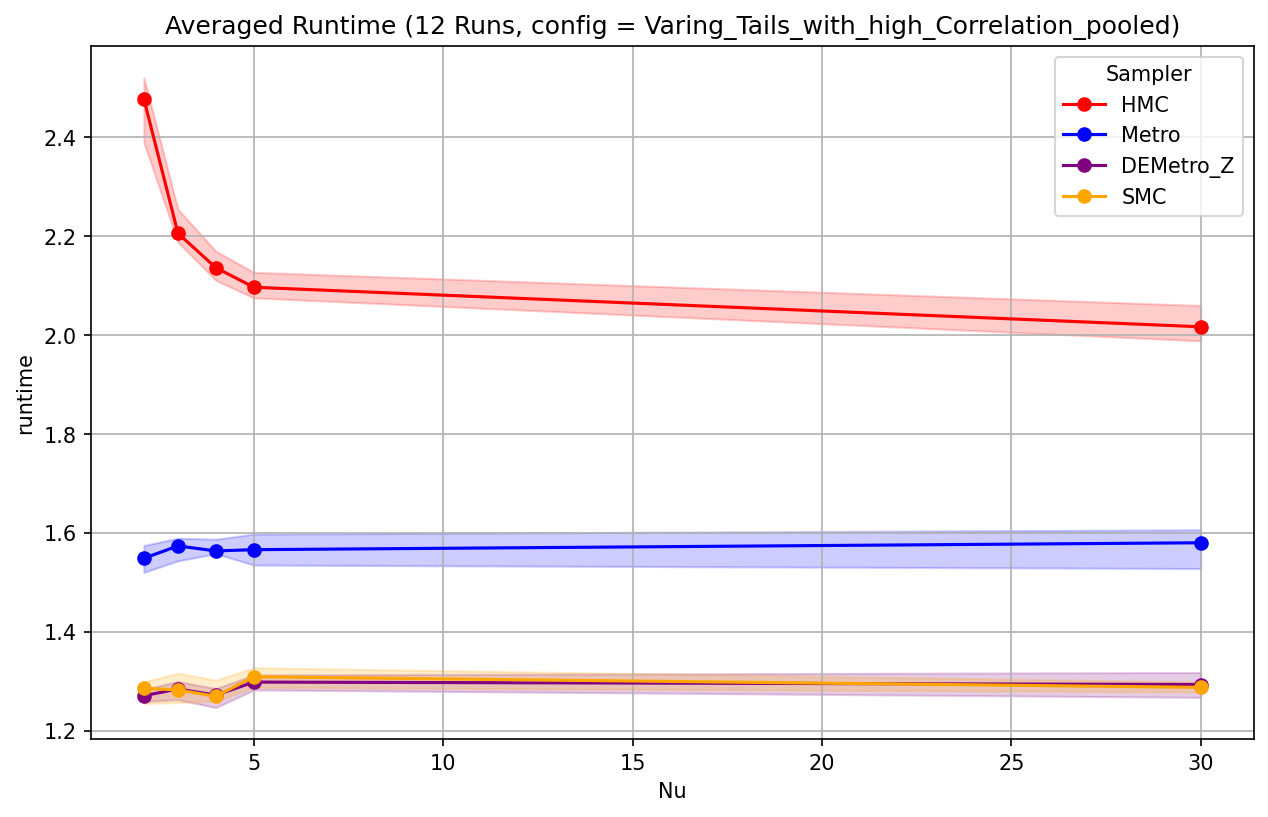 Averaged Runtime (12 Runs, config = Varing_Tails_with_high_Correlation_pooled)
Sampler
HMC
Metro
DEMetro_Z
SMC
runtime
2.4
2.2
2.0
1.8
1.6
1.4
1.2
5
10
15
20
25
30
Nu